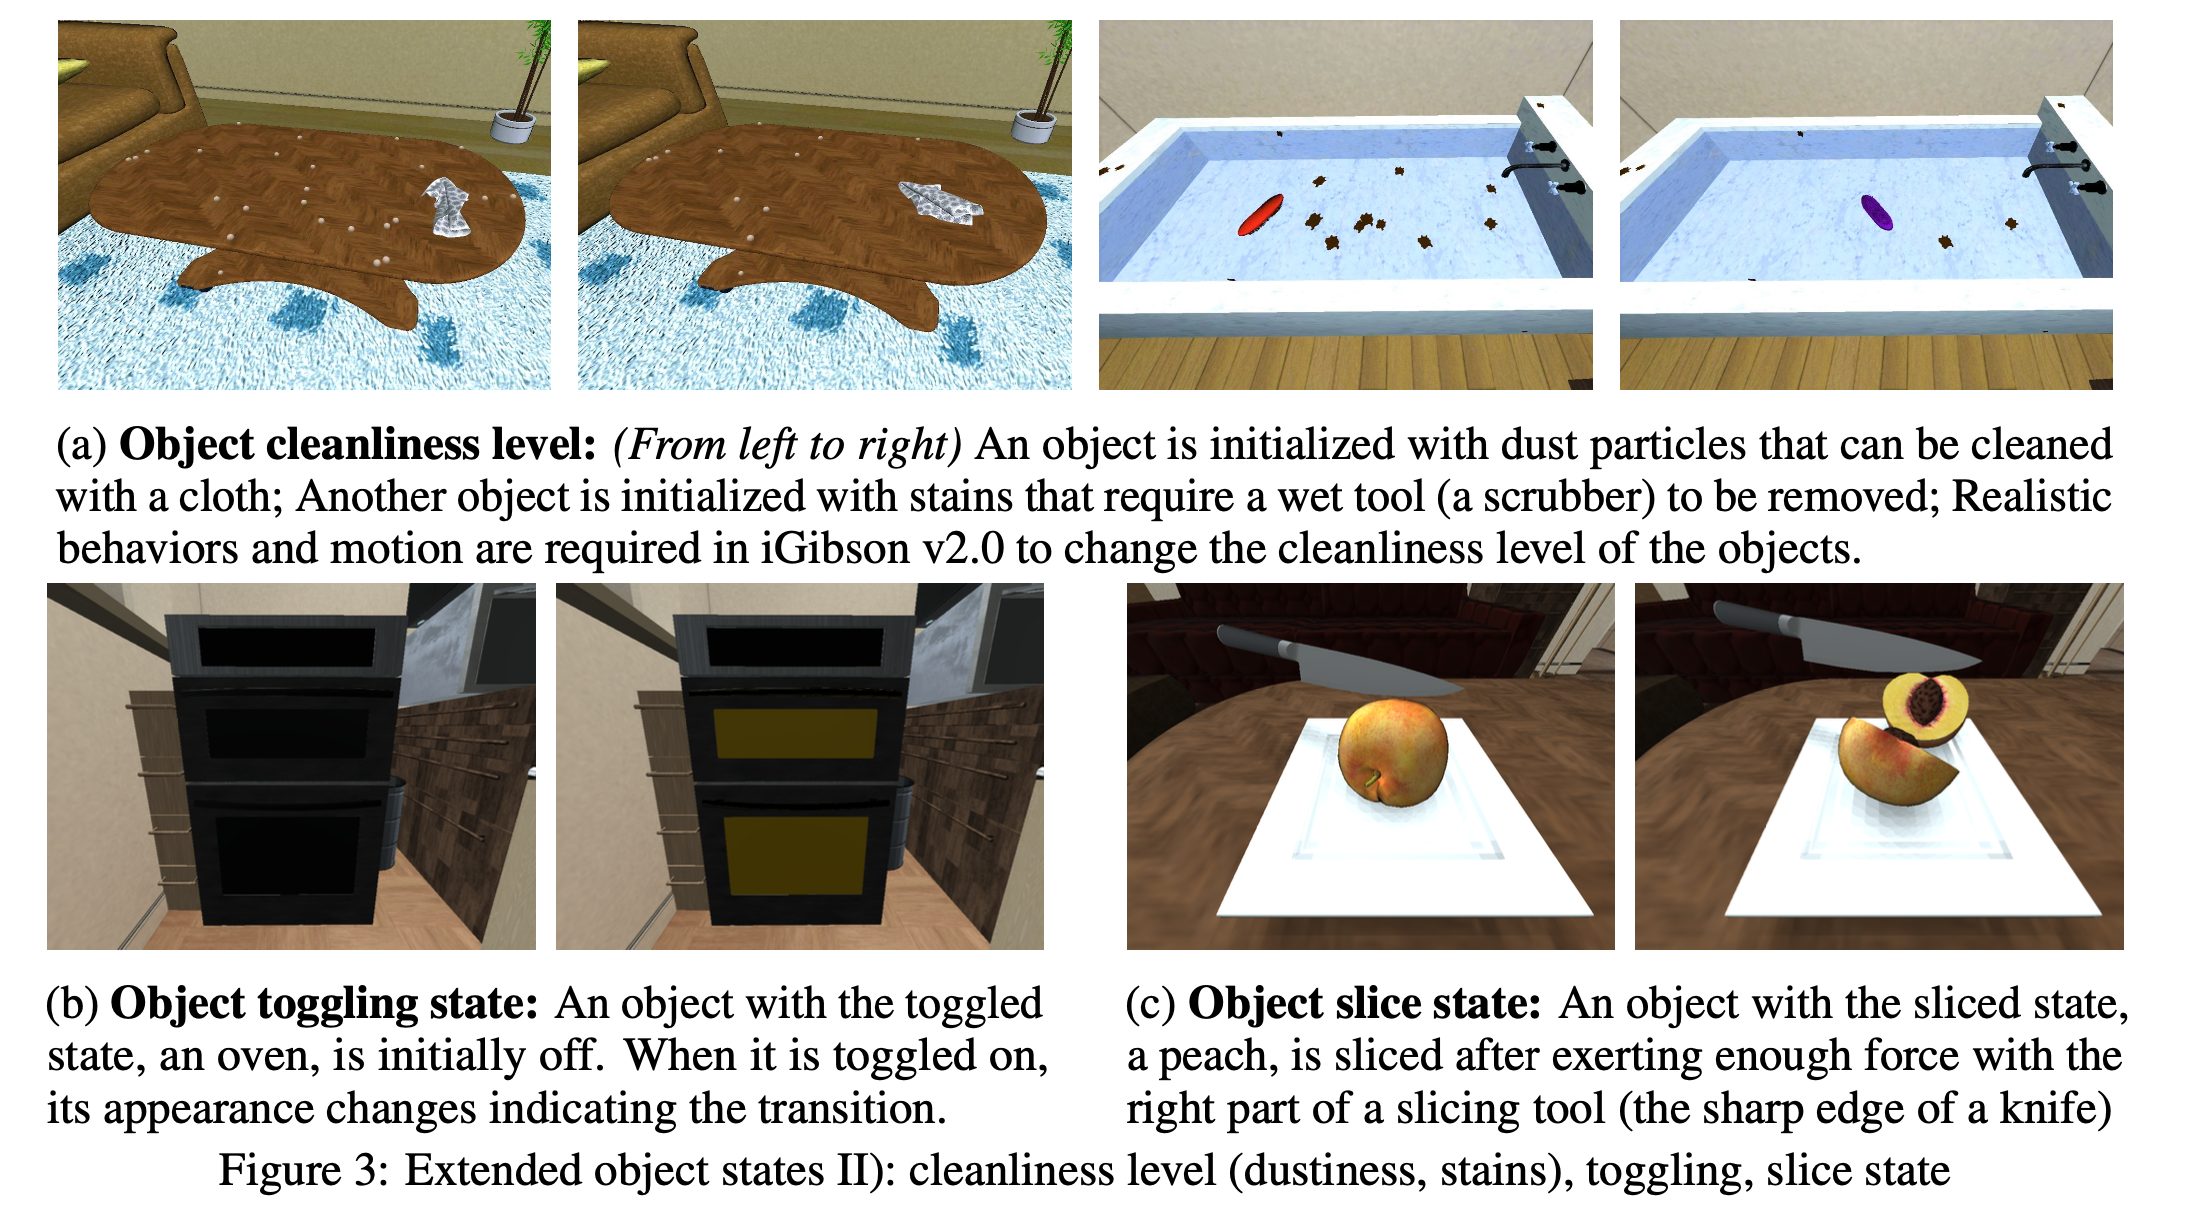 (a) Object cleanliness level: (From left to right) An object is initialized with dust particles that can be cleaned
with a cloth; Another object is initialized with stains that require a wet tool (a scrubber) to be removed; Realistic
behaviors and motion are required in iGibson v2.0 to change the cleanliness level of the objects.
(b) Object toggling state: An object with the toggled
state, an oven, is initially off. When it is toggled on,
its appearance changes indicating the transition.
(c) Object slice state: An object with the sliced state,
a peach, is sliced after exerting enough force with the
right part of a slicing tool (the sharp edge of a knife)
Figure 3: Extended object states II): cleanliness level (dustiness, stains), toggling, slice state